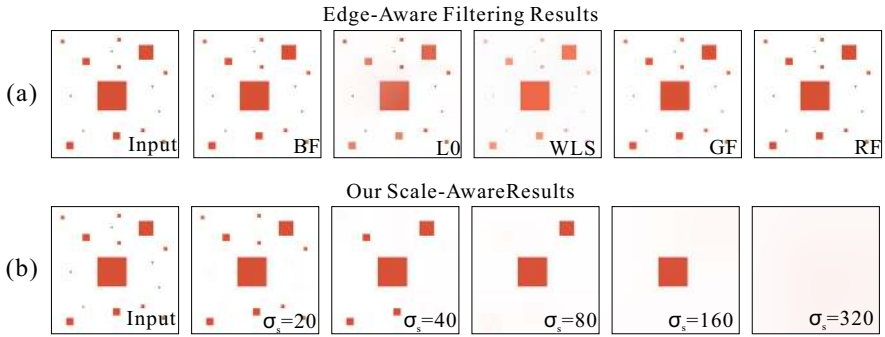 Edge-Aware Filtering Results
(a)
Input
BF
L0
WLS
GF
RF
Our Scale-AwareResults
(b)
Input
σs=20
σs=40
σs=80
σs=160
σs=320